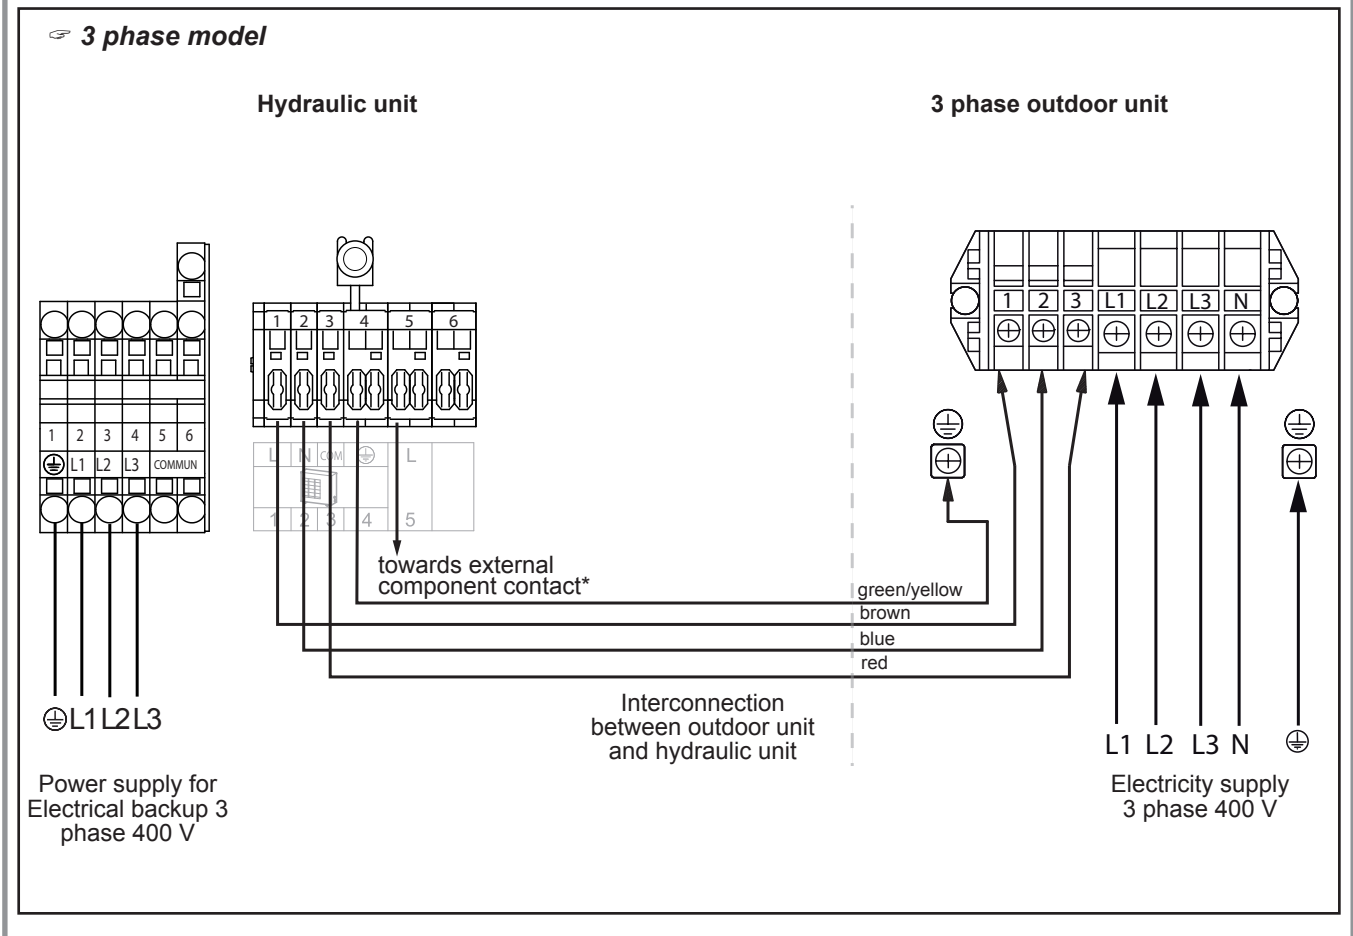 ☞ 3 phase model
Hydraulic unit
3 phase outdoor unit
1 2 3 4 5 6
1 2 3 L1 L2 L3 N
1 2 3 4 5 6
L1 L2 L3 COMMUN
L N COM L
1 2 3 4 5
towards external
component contact*
green/yellow
brown
blue
red
Interconnection
between outdoor unit
and hydraulic unit
L1 L2 L3
Power supply for
Electrical backup 3
phase 400 V
L1 L2 L3 N
Electricity supply
3 phase 400 V